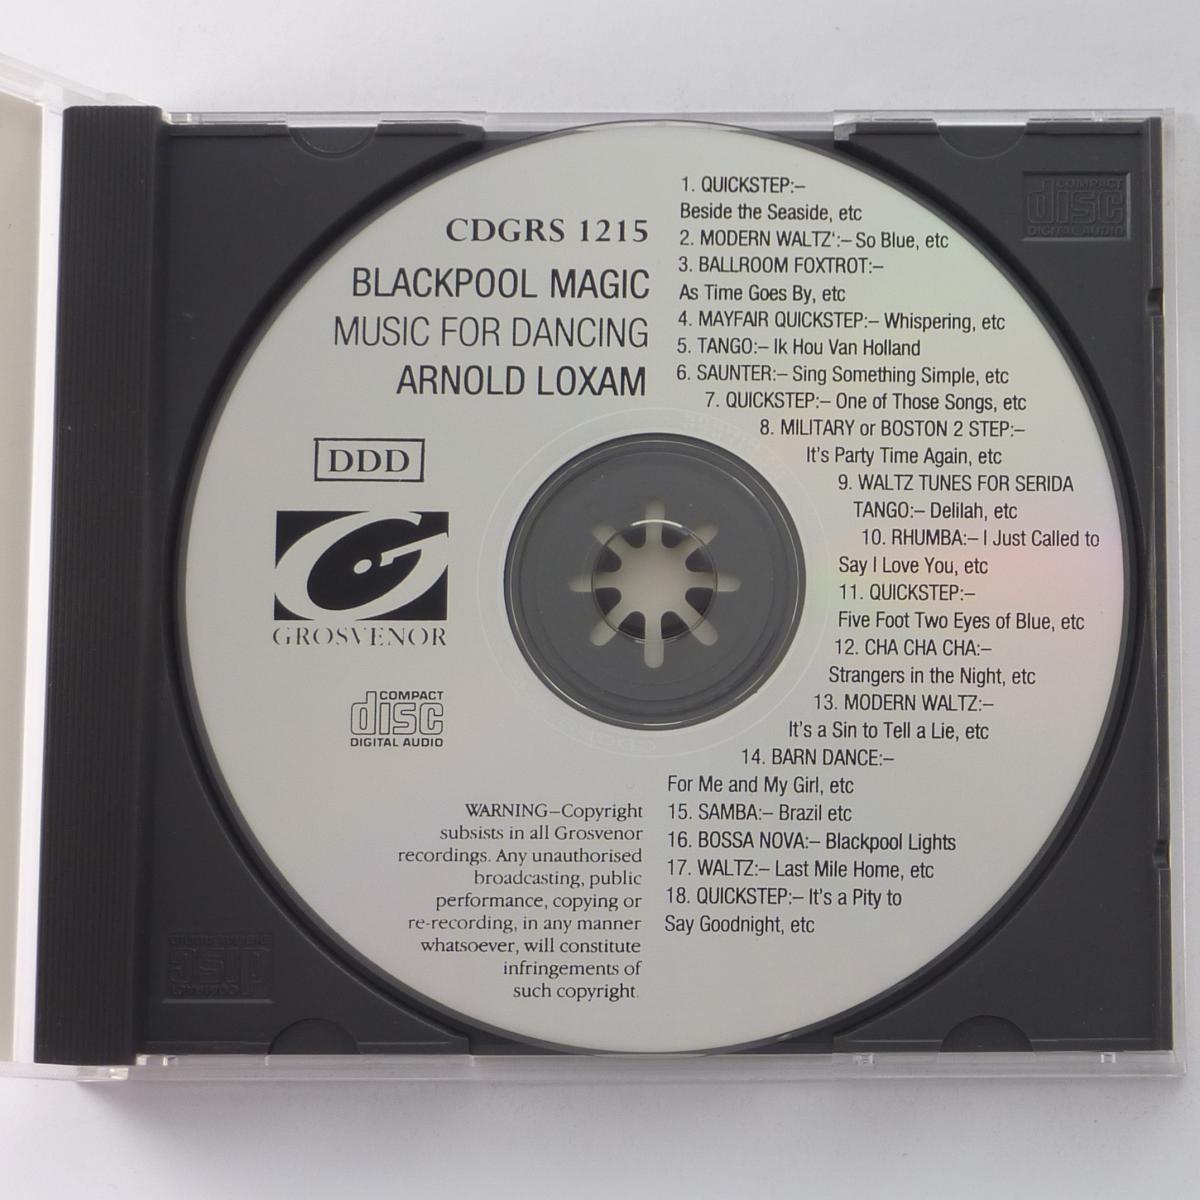 CDGRS 1215
BLACKPOOL MAGIC
MUSIC FOR DANCING
ARNOLD LOXAM
DDD
GROSVENOR
COMPACT
disc
DIGITAL AUDIO
WARNING–Copyright
subsists in all Grosvenor
recordings. Any unauthorised
broadcasting, public
performance, copying or
re-recording, in any manner
whatsoever, will constitute
infringements of
such copyright.
1. QUICKSTEP:–
Beside the Seaside, etc
2. MODERN WALTZ':– So Blue, etc
3. BALLROOM FOXTROT:–
As Time Goes By, etc
4. MAYFAIR QUICKSTEP:– Whispering, etc
5. TANGO:– Ik Hou Van Holland
6. SAUNTER:– Sing Something Simple, etc
7. QUICKSTEP:– One of Those Songs, etc
8. MILITARY or BOSTON 2 STEP:–
It's Party Time Again, etc
9. WALTZ TUNES FOR SERIDA
TANGO:– Delilah, etc
10. RHUMBA:– I Just Called to
Say I Love You, etc
11. QUICKSTEP:–
Five Foot Two Eyes of Blue, etc
12. CHA CHA CHA:–
Strangers in the Night, etc
13. MODERN WALTZ:–
It's a Sin to Tell a Lie, etc
14. BARN DANCE:–
For Me and My Girl, etc
15. SAMBA:– Brazil etc
16. BOSSA NOVA:– Blackpool Lights
17. WALTZ:– Last Mile Home, etc
18. QUICKSTEP:– It's a Pity to
Say Goodnight, etc
COMPACT
disc
DIGITAL AUDIO
COMPACT
disc
DIGITAL AUDIO